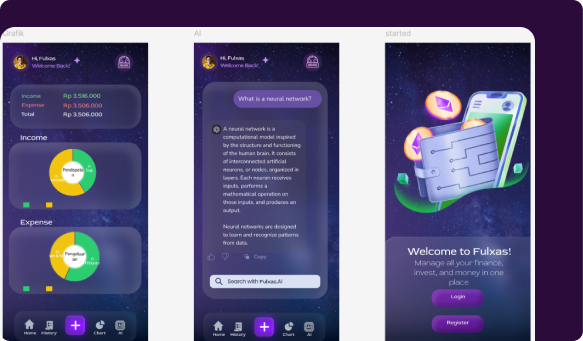 Grafik
Hi, Fulxas
Welcome Back!
Income Rp 3.516.000
Expense Rp 3.506.000
Total Rp 3.506.000
Income
Pendapata
n
Expense
Pengeluar
an
Home History Chart AI
AI
Hi, Fulxas
Welcome Back!
What is a neural network?
A neural network is a
computational model inspired
by the structure and functioning
of the human brain. It consists
of interconnected artificial
neurons, or nodes, organized in
layers. Each neuron receives
inputs, performs a
mathematical operation on
those inputs, and produces an
output.
Neural networks are designed
to learn and recognise patterns
from data.
Copy
Search with Fulxas.AI
Home History Chart AI
started
Welcome to Fulxas!
Manage all your finance,
invest, and money in one
place
Login
Register